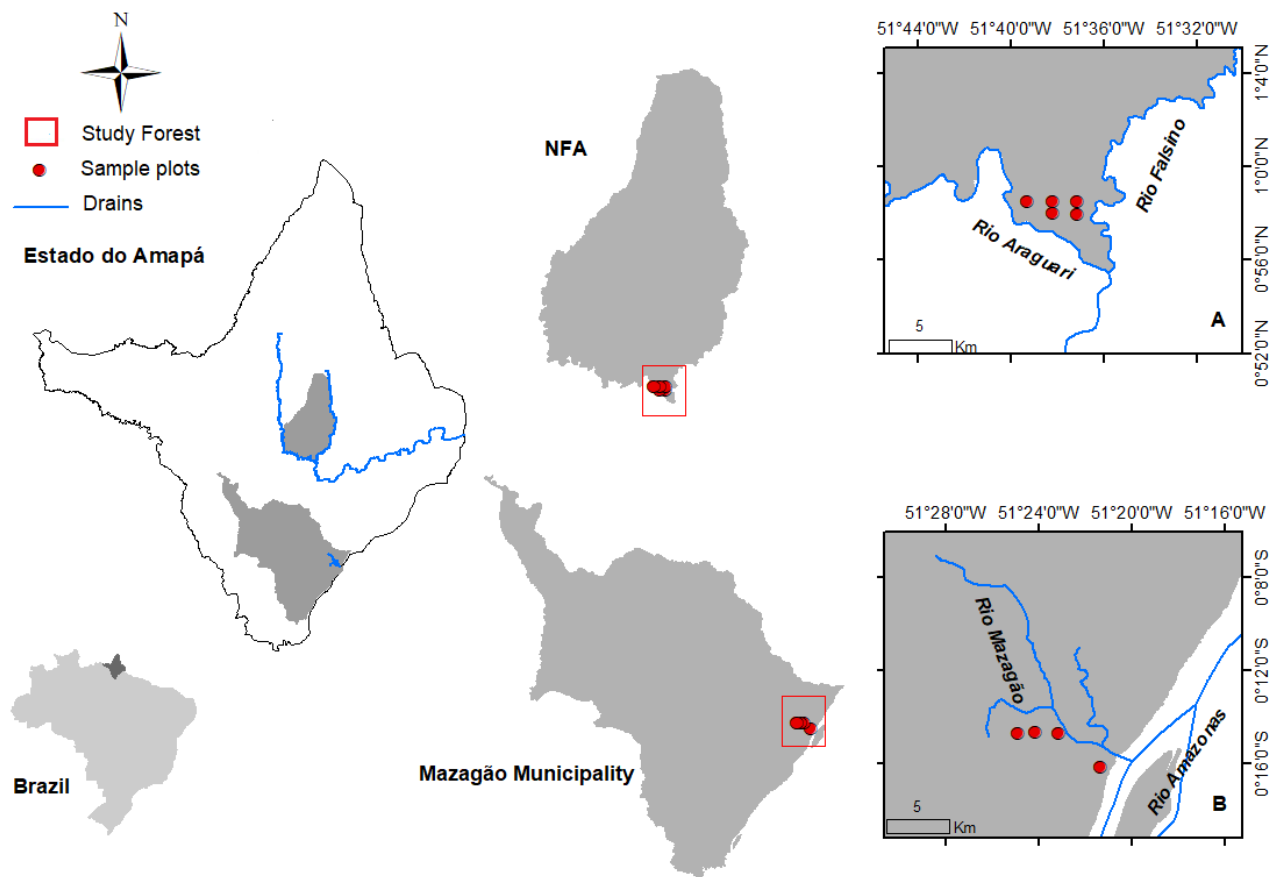 N
Study Forest
Sample plots
Drains
Estado do Amapá
Brazil
NFA
Mazagão Municipality
51°44'0"W 51°40'0"W 51°36'0"W 51°32'0"W
1°4'0"N
1°0'0"N
0°56'0"N
0°52'0"N
Rio Falsino
Rio Araguari
A
5
Km
51°28'0"W 51°24'0"W 51°20'0"W 51°16'0"W
0°8'0"S
0°12'0"S
0°16'0"S
Rio Mazagão
Rio Amazonas
B
5
Km